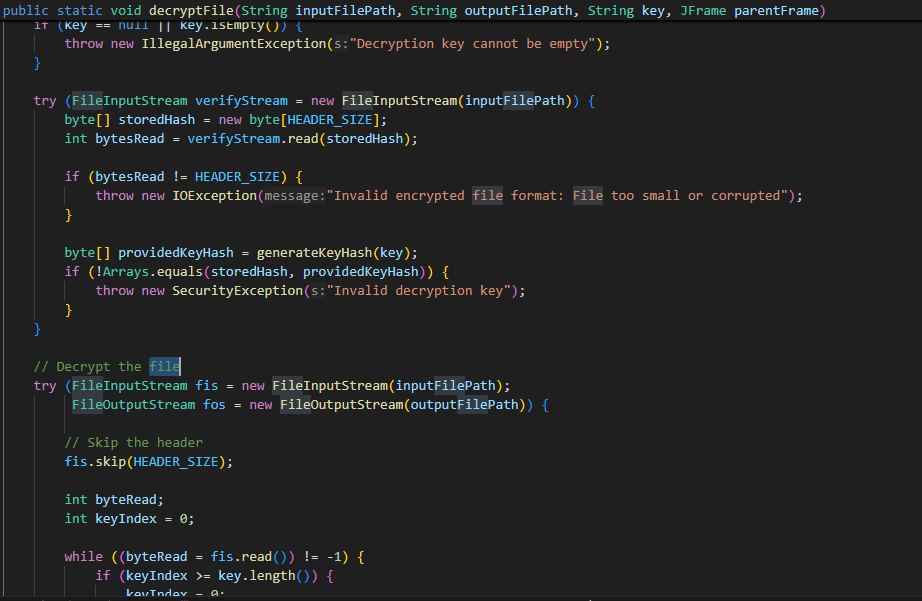 public static void decryptFile(String inputFilePath, String outputFilePath, String key, JFrame parentFrame)
if (key == null || key.isEmpty()) {
throw new IllegalArgumentException(s:"Decryption key cannot be empty");
}
try (FileInputStream verifyStream = new FileInputStream(inputFilePath)) {
byte[] storedHash = new byte[HEADER_SIZE];
int bytesRead = verifyStream.read(storedHash);
if (bytesRead != HEADER_SIZE) {
throw new IOException(message:"Invalid encrypted file format: File too small or corrupted");
}
byte[] providedKeyHash = generateKeyHash(key);
if (!Arrays.equals(storedHash, providedKeyHash)) {
throw new SecurityException(s:"Invalid decryption key");
}
}
// Decrypt the file
try (FileInputStream fis = new FileInputStream(inputFilePath);
FileOutputStream fos = new FileOutputStream(outputFilePath)) {
// Skip the header
fis.skip(HEADER_SIZE);
int byteRead;
int keyIndex = 0;
while ((byteRead = fis.read()) != -1) {
if (keyIndex >= key.length()) {
keyIndex = 0;